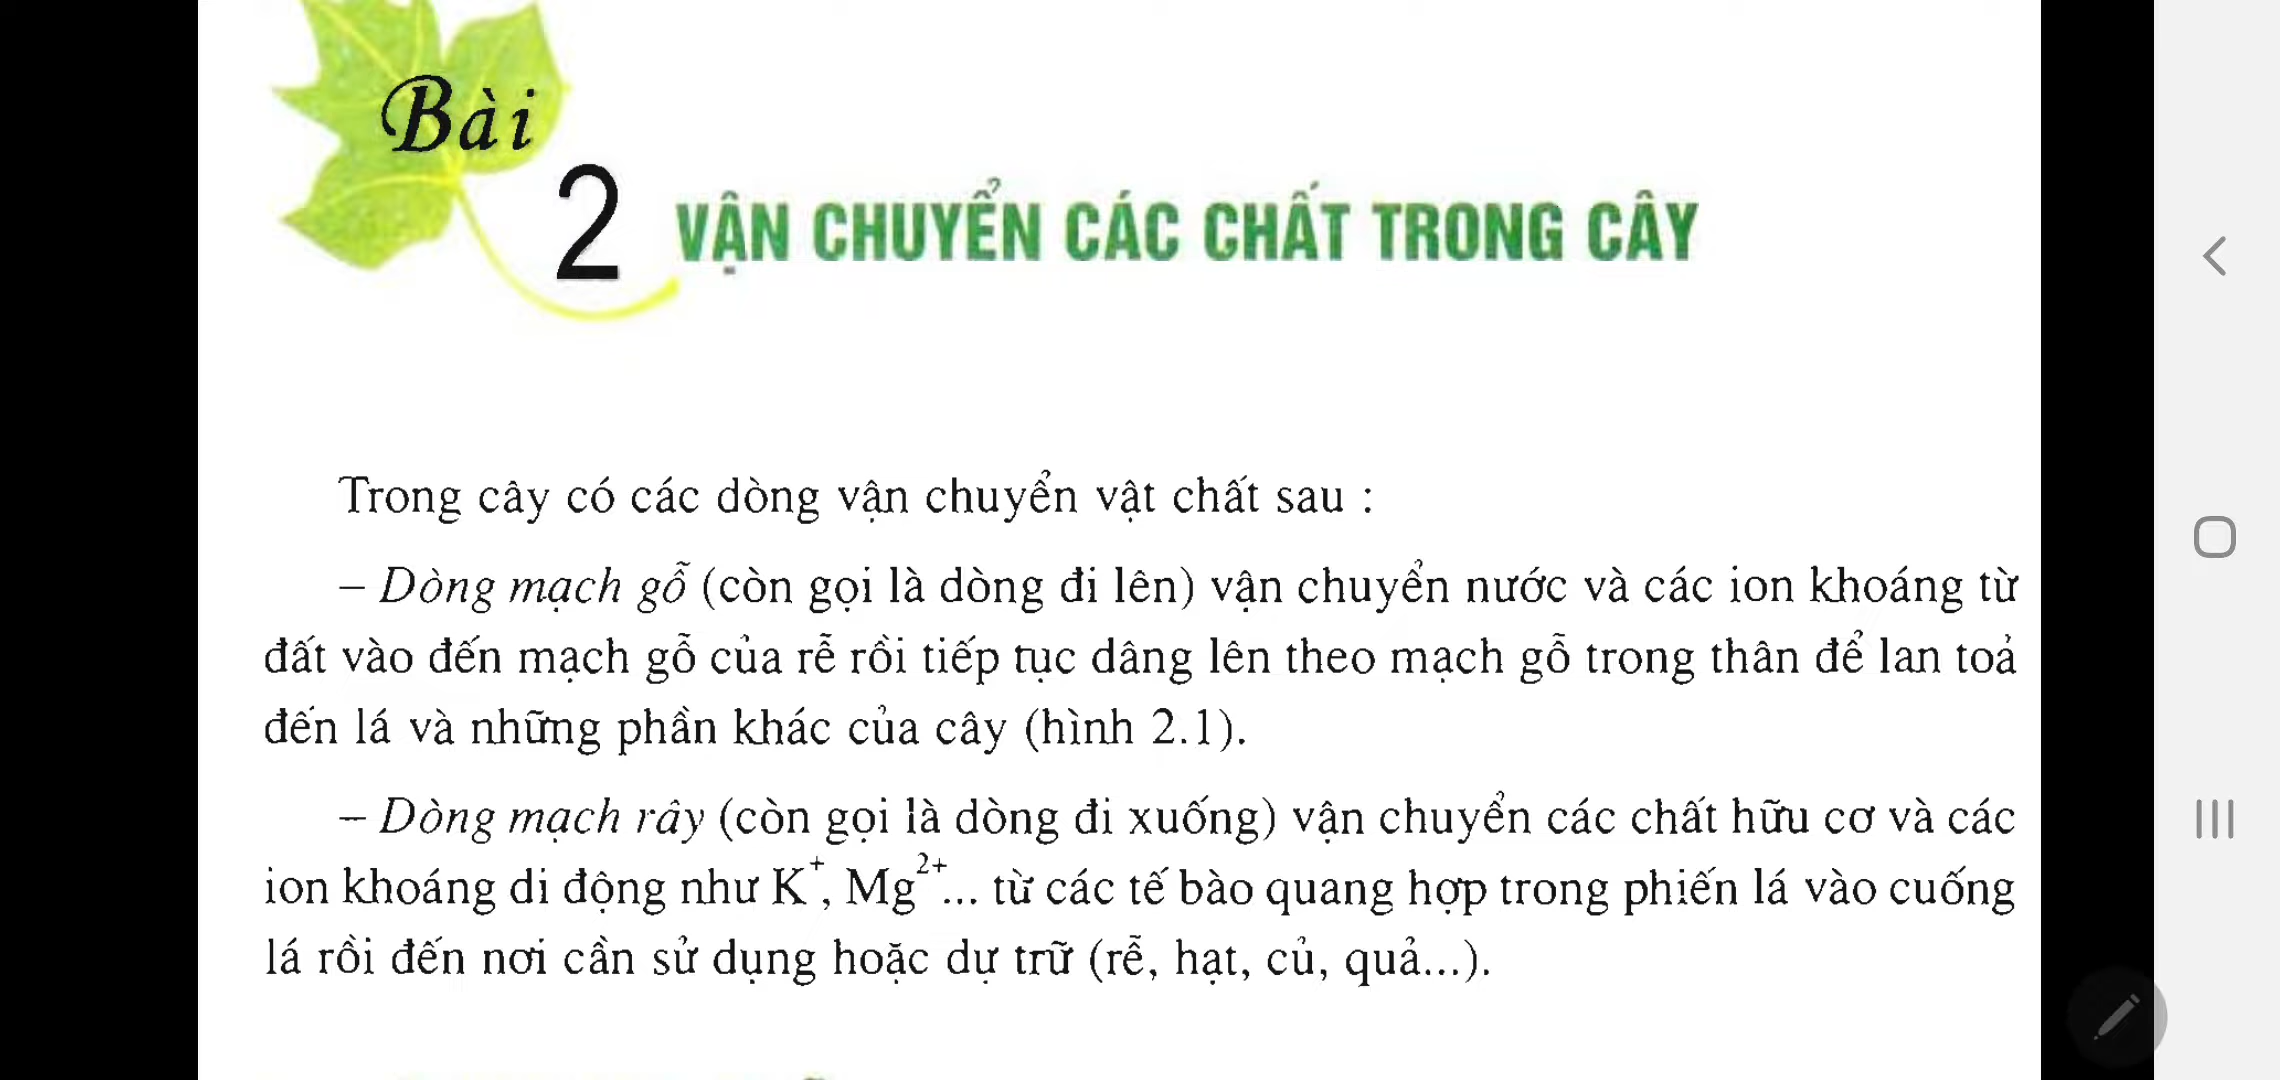 Bài
2 VẬN CHUYỂN CÁC CHẤT TRONG CÂY
Trong cây có các dòng vận chuyển vật chất sau :
– Dòng mạch gỗ (còn gọi là dòng đi lên) vận chuyển nước và các ion khoáng từ
đất vào đến mạch gỗ của rễ rồi tiếp tục dâng lên theo mạch gỗ trong thân để lan toả
đến lá và những phần khác của cây (hình 2.1).
– Dòng mạch rây (còn gọi là dòng đi xuống) vận chuyển các chất hữu cơ và các
ion khoáng di động như K⁺, Mg²⁺... từ các tế bào quang hợp trong phiến lá vào cuống
lá rồi đến nơi cần sử dụng hoặc dự trữ (rễ, hạt, củ, quả...).